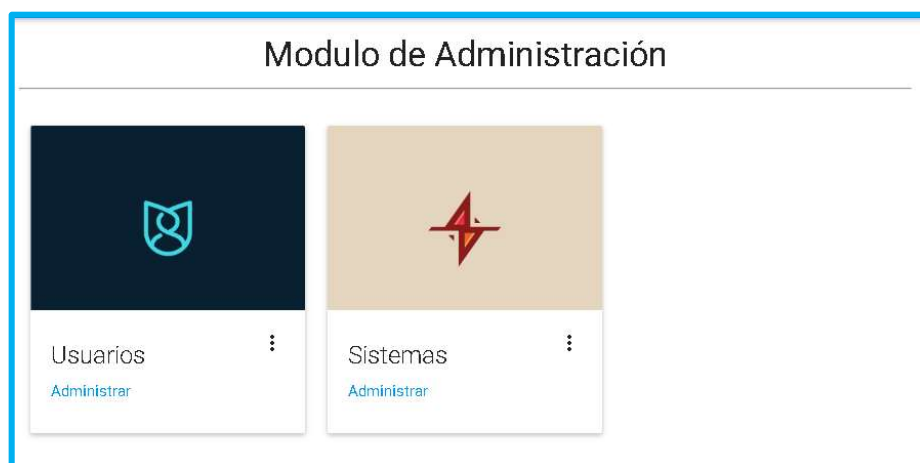 Modulo de Administración
Usuarios
Administrar
Sistemas
Administrar